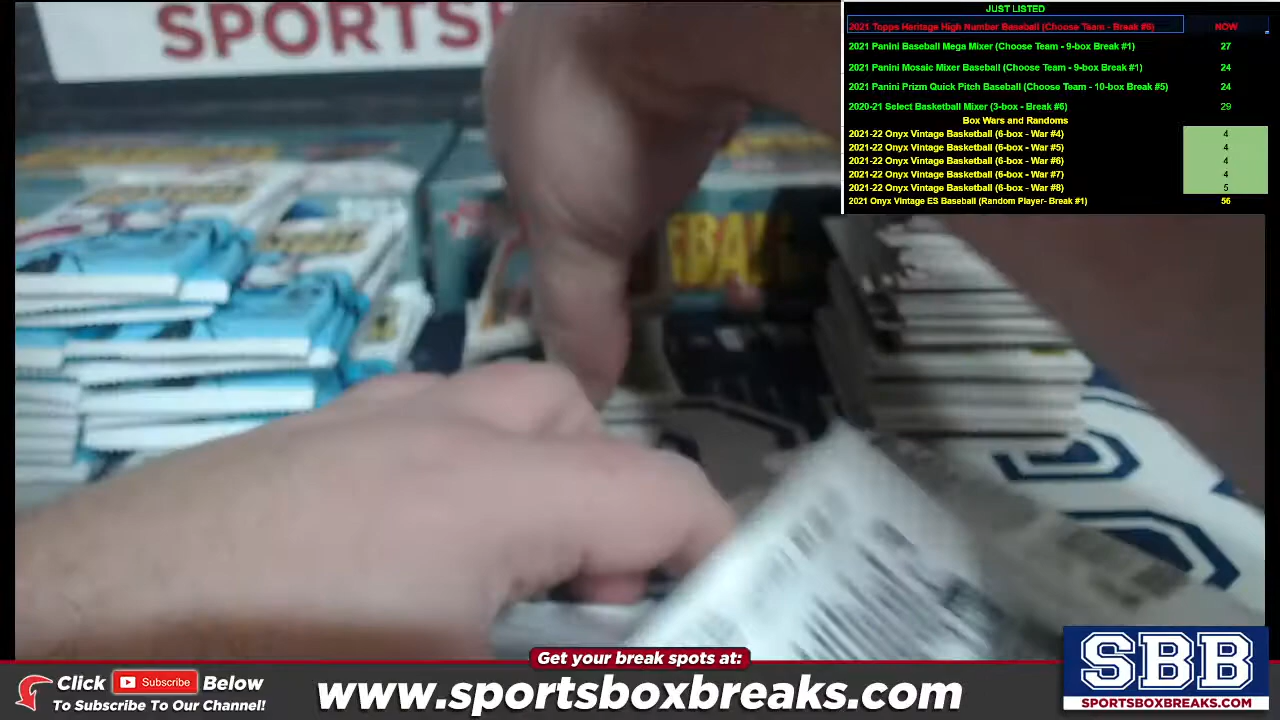 SPORTS
JUST LISTED
2021 Topps Heritage High Number Baseball (Choose Team - Break #6) NOW
2021 Panini Baseball Mega Mixer (Choose Team - 9-box Break #1) 27
2021 Panini Mosaic Mixer Baseball (Choose Team - 9-box Break #1) 24
2021 Panini Prizm Quick Pitch Baseball (Choose Team - 10-box Break #5) 24
2020-21 Select Basketball Mixer (3-box - Break #6) 29
Box Wars and Randoms
2021-22 Onyx Vintage Basketball (6-box - War #4) 4
2021-22 Onyx Vintage Basketball (6-box - War #5) 4
2021-22 Onyx Vintage Basketball (6-box - War #6) 4
2021-22 Onyx Vintage Basketball (6-box - War #7) 4
2021-22 Onyx Vintage Basketball (6-box - War #8) 5
2021 Onyx Vintage ES Baseball (Random Player- Break #1) 56
Get your break spots at:
Click Subscribe Below
To Subscribe To Our Channel!
www.sportsboxbreaks.com
SBB
SPORTSBOXBREAKS.COM